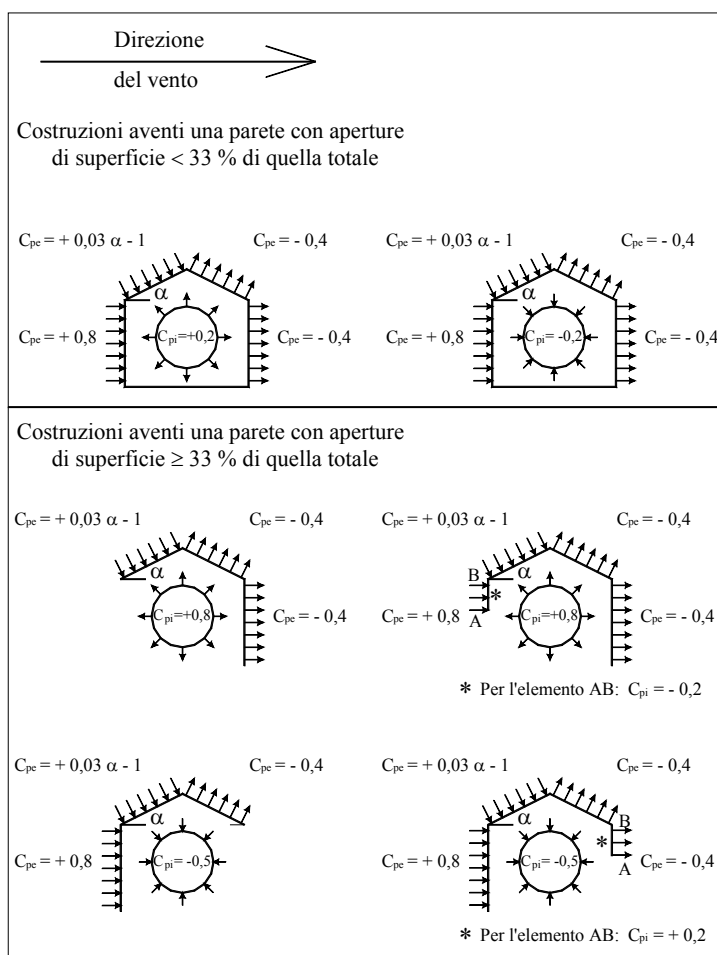 Direzione
del vento
Costruzioni aventi una parete con aperture
di superficie < 33 % di quella totale
Cpe = + 0,03 α - 1
Cpe = - 0,4
Cpe = + 0,03 α - 1
Cpe = - 0,4
α
α
Cpe = + 0,8
Cpi=+0,2
Cpe = - 0,4
Cpe = + 0,8
Cpi= -0,2
Cpe = - 0,4
Costruzioni aventi una parete con aperture
di superficie ≥ 33 % di quella totale
Cpe = + 0,03 α - 1
Cpe = - 0,4
Cpe = + 0,03 α - 1
Cpe = - 0,4
α
B
α
*
Cpi=+0,8
Cpe = - 0,4
Cpe = + 0,8
A
Cpi=+0,8
Cpe = - 0,4
* Per l'elemento AB: Cpi = - 0,2
Cpe = + 0,03 α - 1
Cpe = - 0,4
Cpe = + 0,03 α - 1
Cpe = - 0,4
α
α
B
*
Cpe = + 0,8
Cpi= -0,5
Cpe = + 0,8
Cpi= -0,5
A
Cpe = - 0,4
* Per l'elemento AB: Cpi = + 0,2